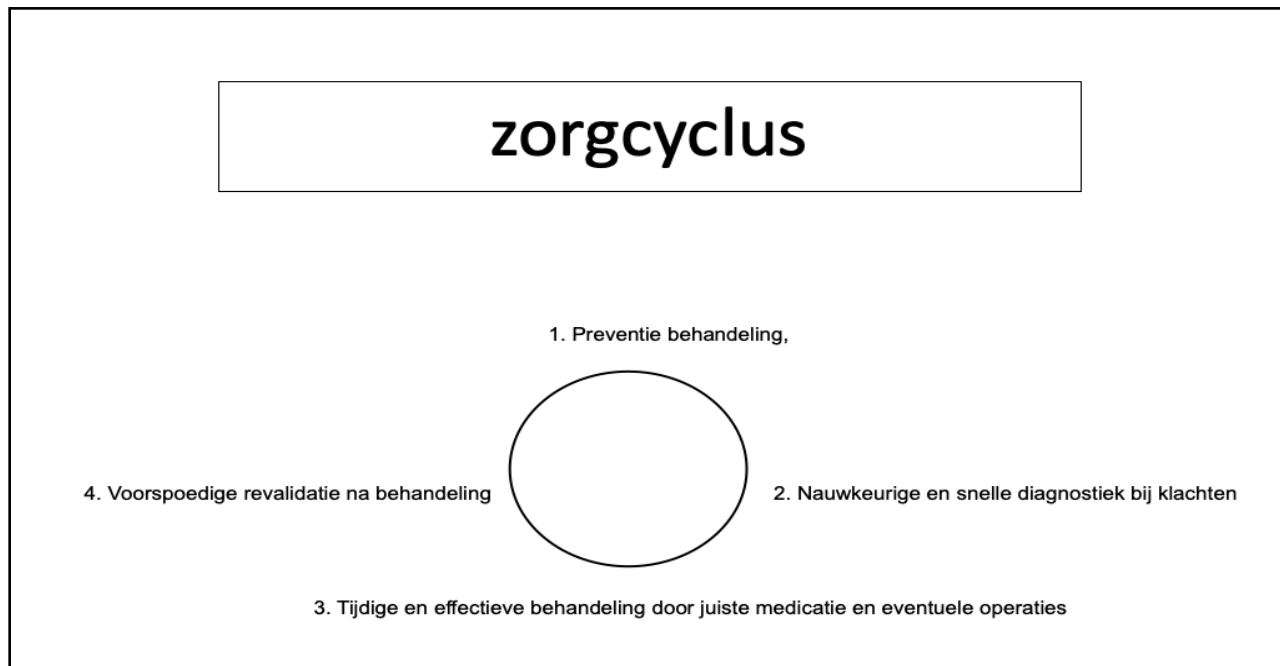 zorgcyclus
1. Preventie behandeling,
4. Voorspoedige revalidatie na behandeling
2. Nauwkeurige en snelle diagnostiek bij klachten
3. Tijdige en effectieve behandeling door juiste medicatie en eventuele operaties